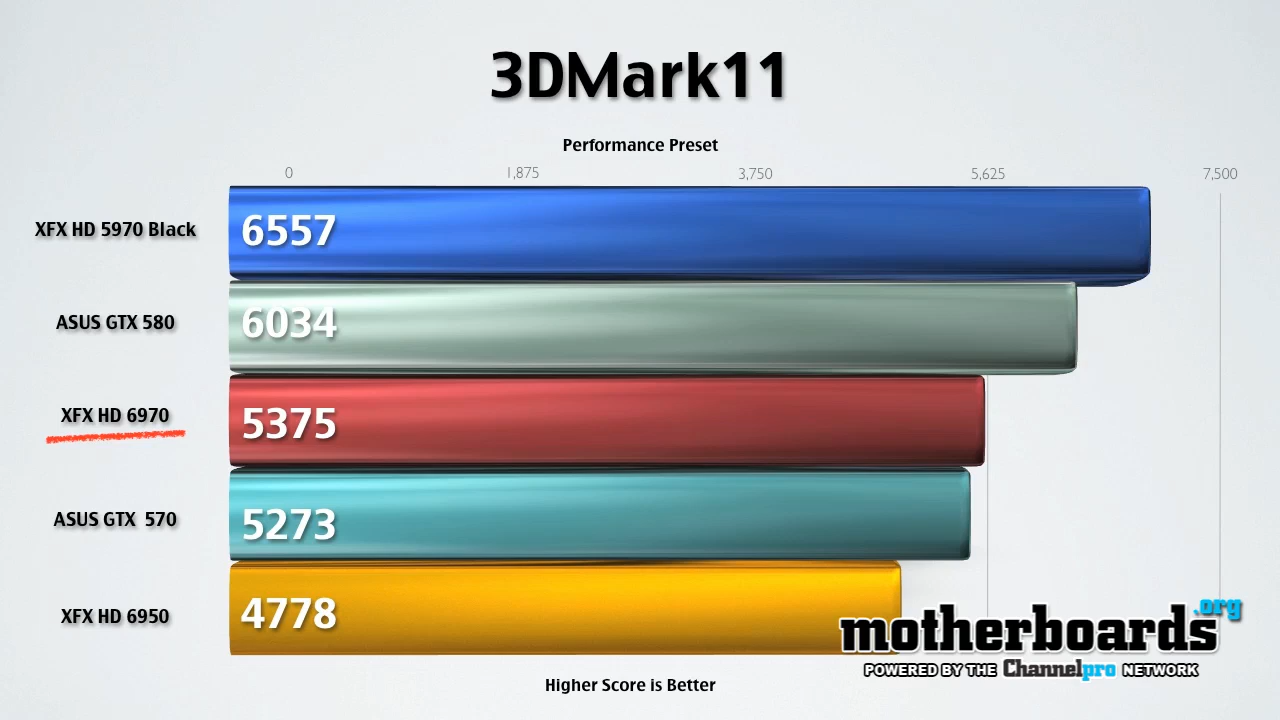 3DMark11
Performance Preset
0 1,875 3,750 5,625 7,500
XFX HD 5970 Black 6557
ASUS GTX 580 6034
XFX HD 6970 5375
ASUS GTX 570 5273
XFX HD 6950 4778
motherboards.org
POWERED BY THE Channelpro NETWORK
Higher Score is Better